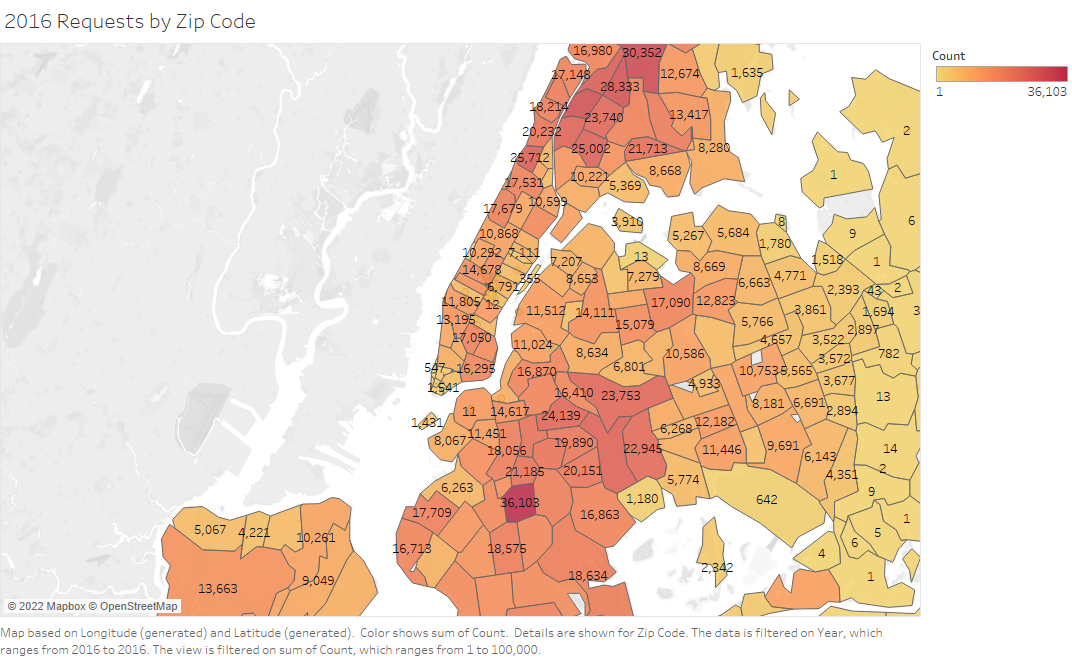 2016 Requests by Zip Code
Count
1 36,103
16,980 30,352
17,148 12,674 1,635
28,333
18,214
23,740 13,417
20,232 2
25,712 25,002 21,713 8,280
17,531 10,221 5,369 8,668 1
17,679 10,599
3,910 8 6
10,868 5,267 5,684 9
10,292 7,111 13 1,780
14,678 7,207 8,669 1,518 1
6,791 355 8,653 7,279 6,663 4,771
2,393 43 2
11,805 12 17,090 12,823
13,195 11,512 14,111 3,861 1,694 3
15,079 5,766 2,897
17,050 11,024 4,657 3,522
8,634 10,586 3,572 782
547 16,295 16,870 6,801 10,753 8,565
1,541 4,933 3,677
16,410 23,753 13
11 14,617 24,139 8,181 6,691 2,894
1,431 11,451 6,268 12,182
8,067 18,056 19,890 22,945 11,446 9,691 6,143 14
21,185 20,151 5,774 4,351 2
6,263 1,180 642 9
17,709 36,103 16,863 1
5
16,713 18,575 6
5,067 4,221 10,261 4
2,342
13,663 9,049 18,634 1
© 2022 Mapbox © OpenStreetMap
Map based on Longitude (generated) and Latitude (generated).  Color shows sum of Count.  Details are shown for Zip Code. The data is filtered on Year, which
ranges from 2016 to 2016. The view is filtered on sum of Count, which ranges from 1 to 100,000.